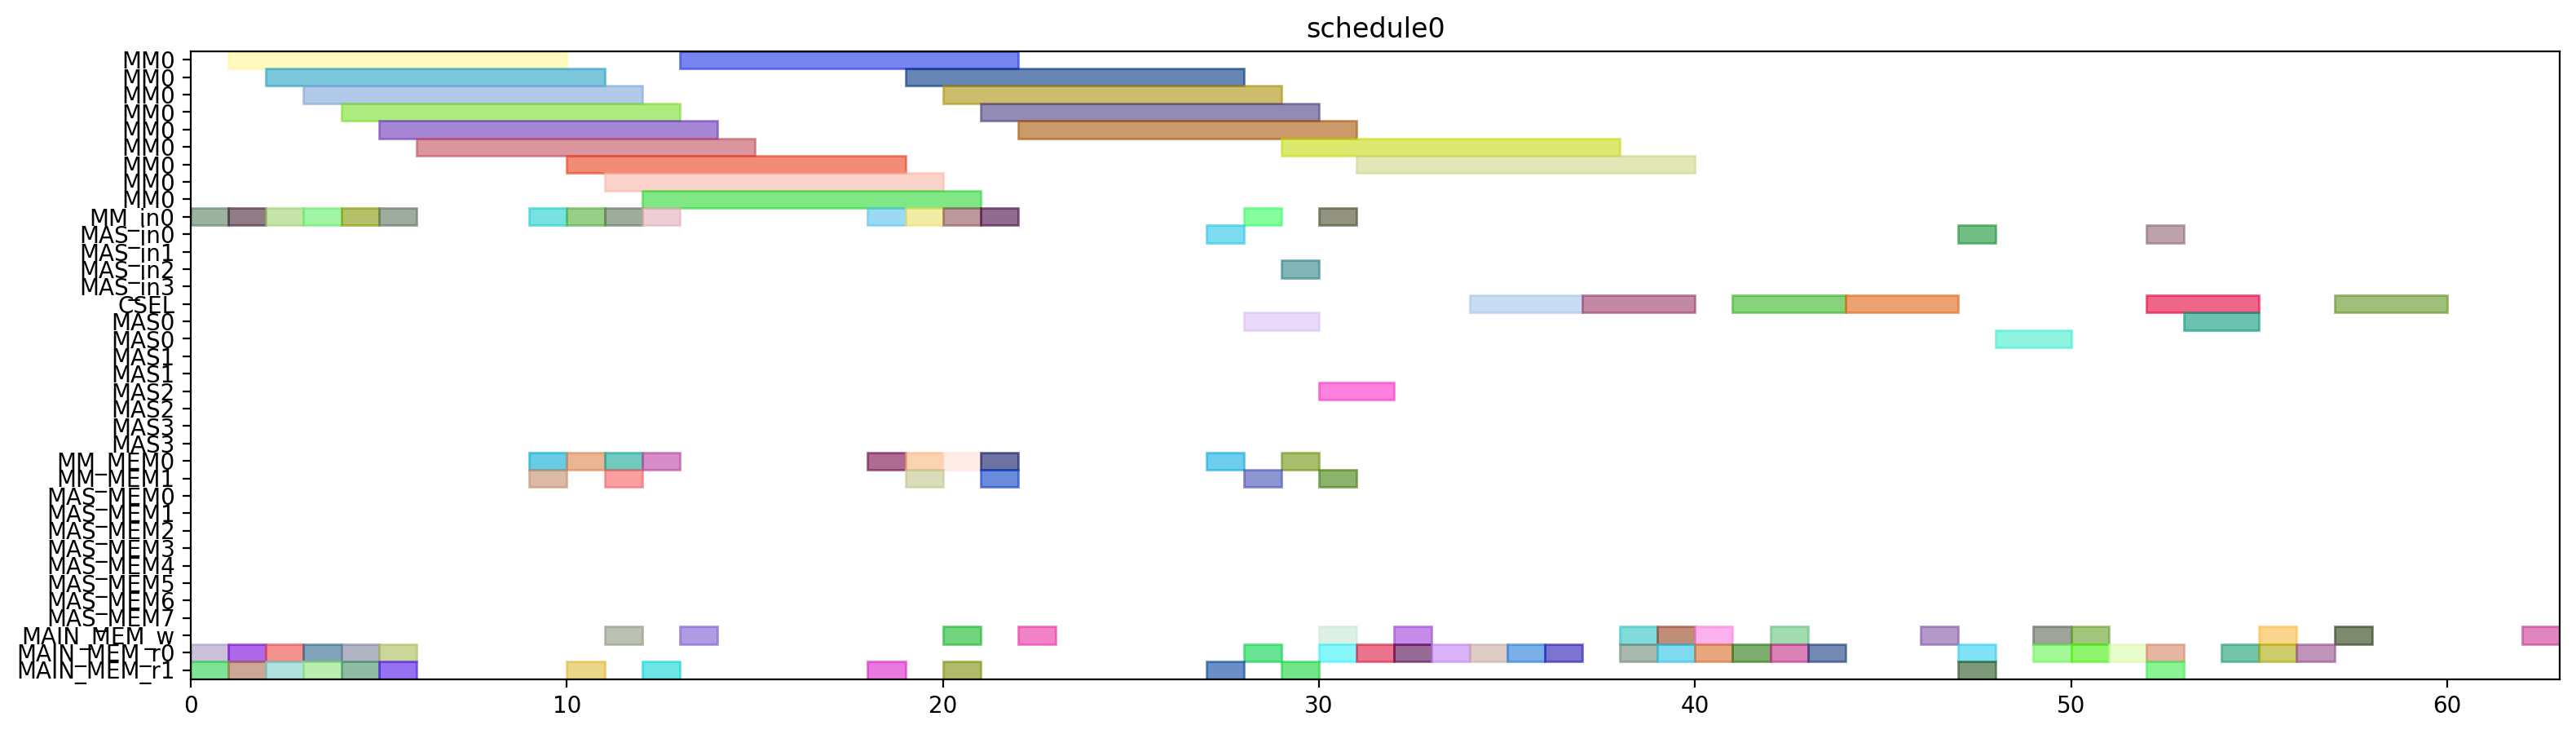 schedule0
MM0
MM0
MM0
MM0
MM0
MM0
MM0
MM0
MM0
MM_in0
MAS_in0
MAS_in1
MAS_in2
MAS_in3
CSEL
MAS0
MAS0
MAS1
MAS1
MAS2
MAS2
MAS3
MAS3
MM_MEM0
MM_MEM1
MAS_MEM0
MAS_MEM1
MAS_MEM2
MAS_MEM3
MAS_MEM4
MAS_MEM5
MAS_MEM6
MAS_MEM7
MAIN_MEM_w
MAIN_MEM_r0
MAIN_MEM_r1
0 10 20 30 40 50 60